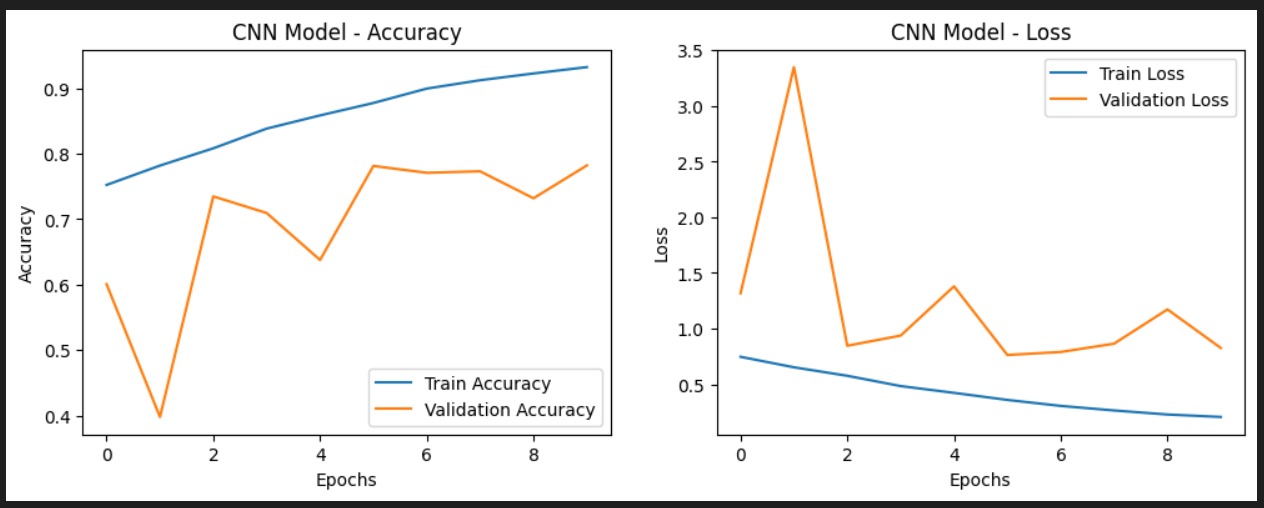 CNN Model - Accuracy
0.9
0.8
0.7
0.6
0.5
0.4
Accuracy
Train Accuracy
Validation Accuracy
0 2 4 6 8
Epochs
CNN Model - Loss
3.5
3.0
2.5
2.0
1.5
1.0
0.5
Loss
Train Loss
Validation Loss
0 2 4 6 8
Epochs